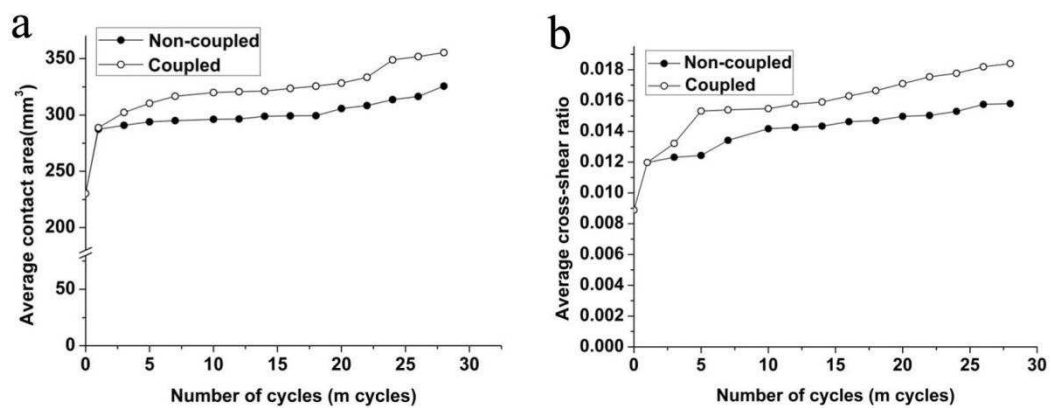 a
Non-coupled
Coupled
Average contact area(mm³)
350
300
250
200
50
0
0 5 10 15 20 25 30
Number of cycles (m cycles)
b
Non-coupled
Coupled
Average cross-shear ratio
0.018
0.016
0.014
0.012
0.010
0.008
0.006
0.004
0.002
0.000
0 5 10 15 20 25 30
Number of cycles (m cycles)